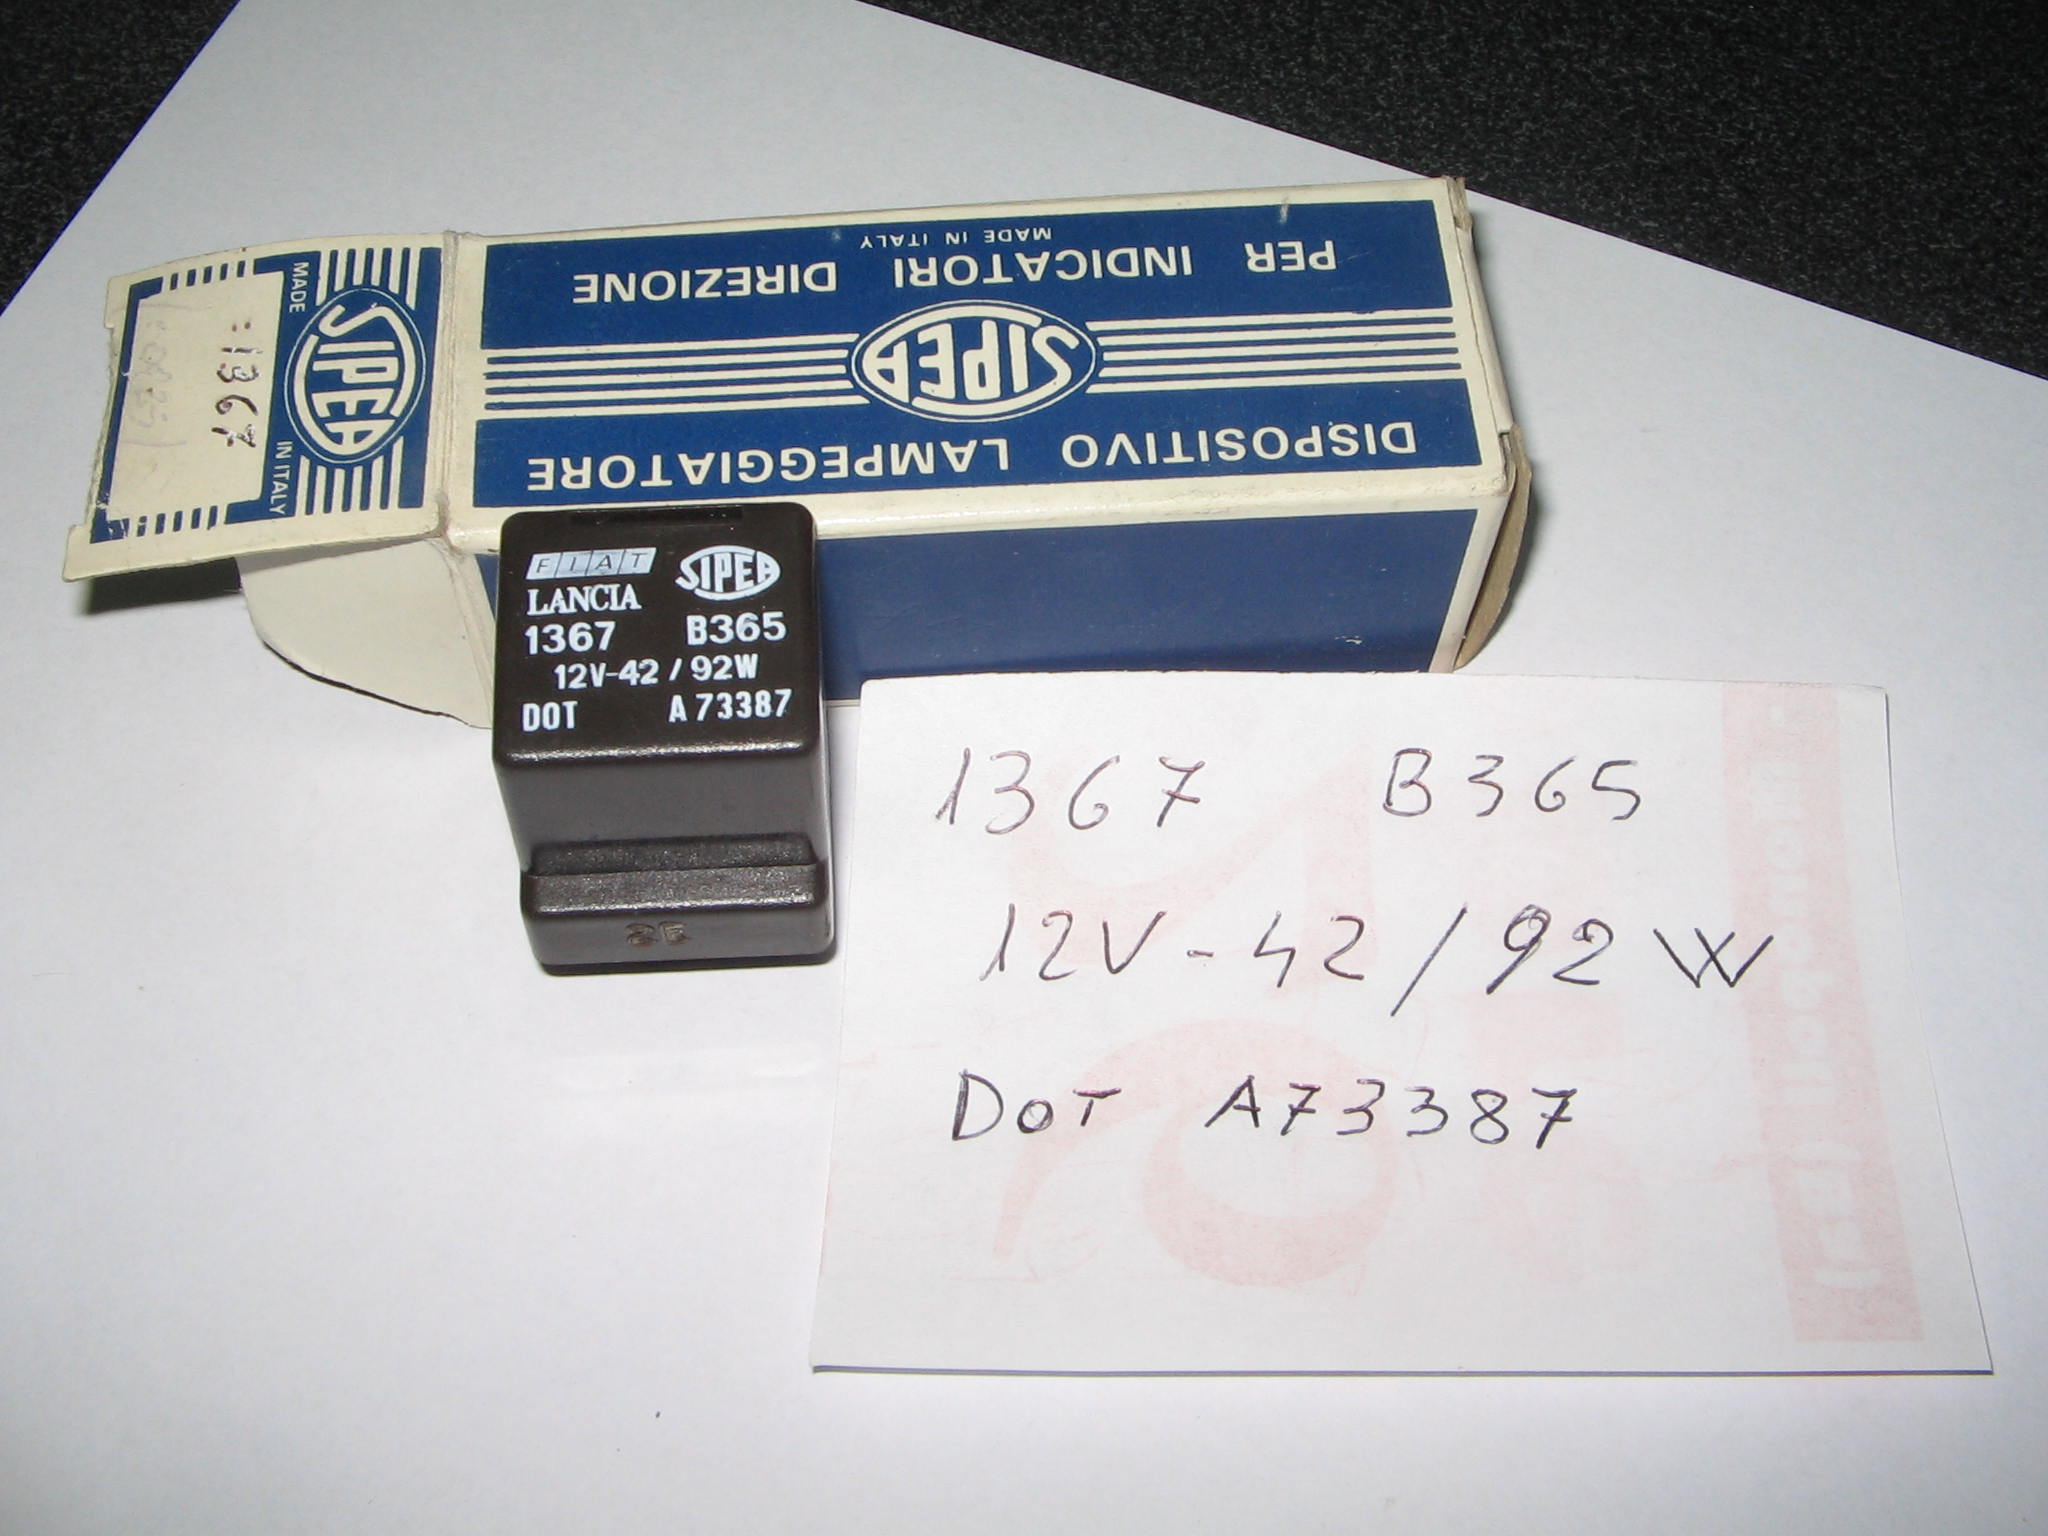 DISPOSITIVO LAMPEGGIATORE
SIPEA
PER INDICATORI DIREZIONE
MADE IN ITALY
MADE IN ITALY
SIPEA
=1367
FIAT SIPEA
LANCIA
1367 B365
12V-42/92W
DOT A73387
1367 B365
12V-42/92W
DOT A73387